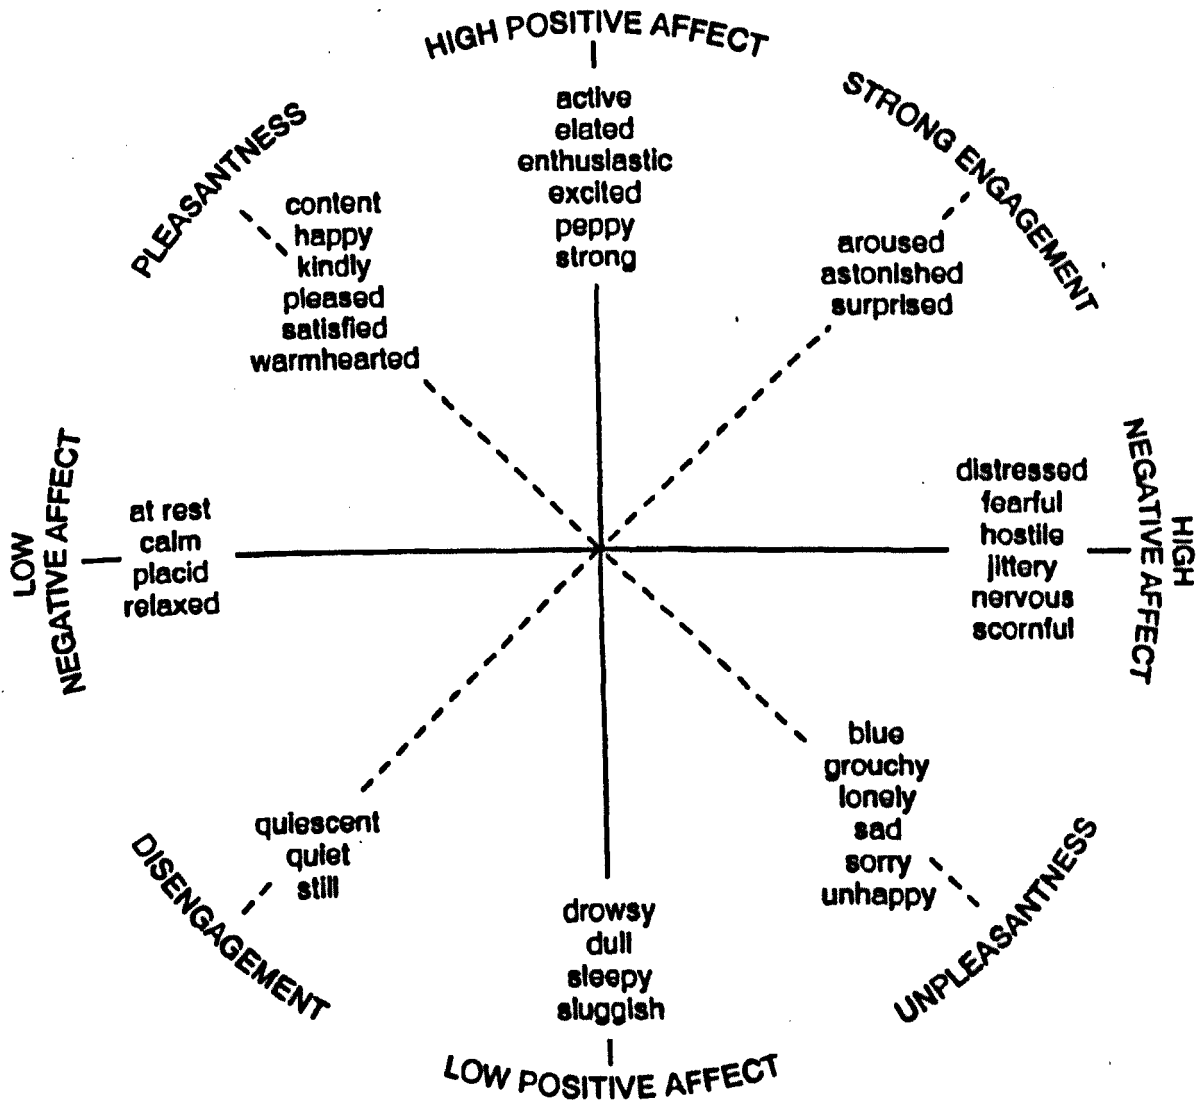 HIGH POSITIVE AFFECT
active
elated
enthusiastic
excited
peppy
strong
STRONG ENGAGEMENT
aroused
astonished
surprised
PLEASANTNESS
content
happy
kindly
pleased
satisfied
warmhearted
LOW
NEGATIVE AFFECT
at rest
calm
placid
relaxed
distressed
fearful
hostile
jittery
nervous
scornful
HIGH
NEGATIVE AFFECT
DISENGAGEMENT
quiescent
quiet
still
blue
grouchy
lonely
sad
sorry
unhappy
UNPLEASANTNESS
drowsy
dull
sleepy
sluggish
LOW POSITIVE AFFECT